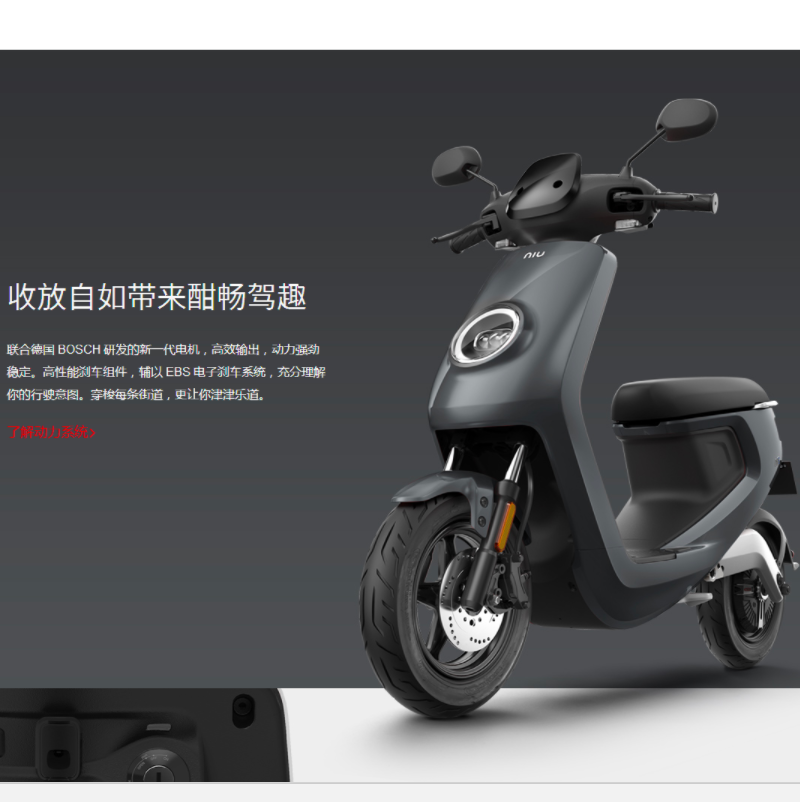 niu
收放自如带来酣畅驾趣
联合德国 BOSCH 研发的新一代电机，高效输出，动力强劲
稳定。高性能刹车组件，辅以 EBS 电子刹车系统，充分理解
你的行驶意图。穿梭每条街道，更让你津津乐道。
了解动力系统>